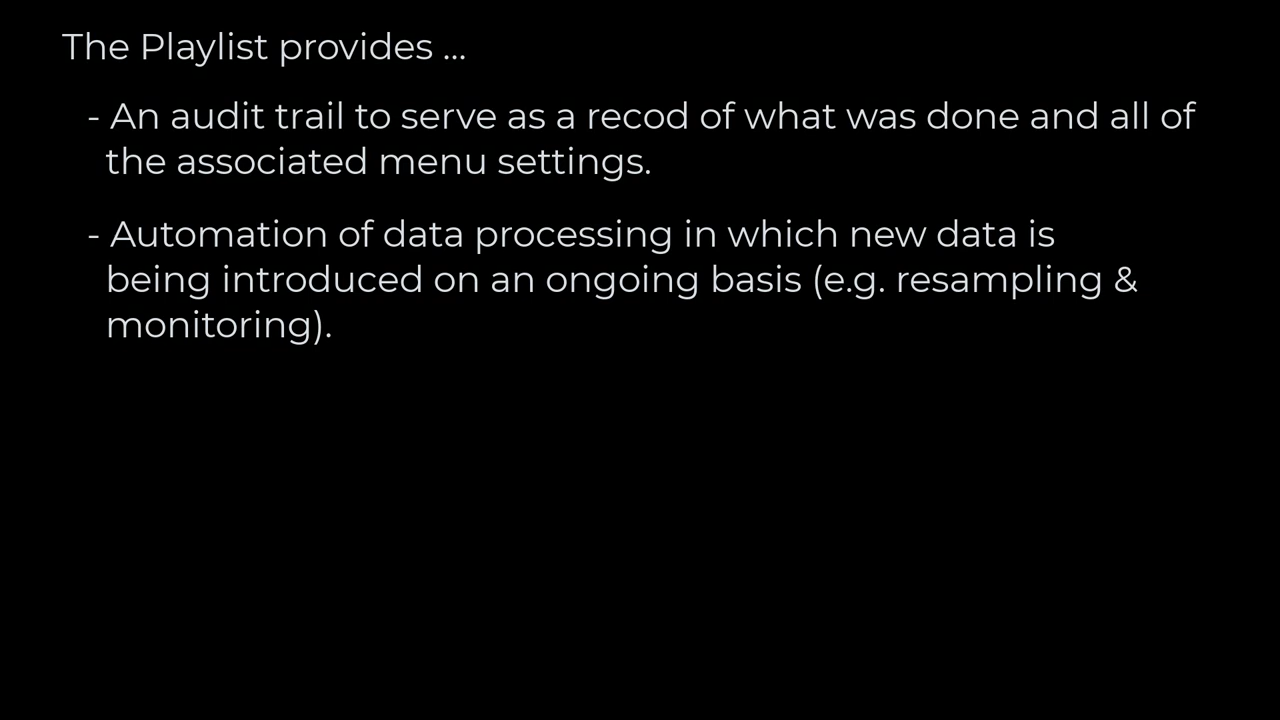 The Playlist provides ...
- An audit trail to serve as a recod of what was done and all of
the associated menu settings.
- Automation of data processing in which new data is
being introduced on an ongoing basis (e.g. resampling &
monitoring).